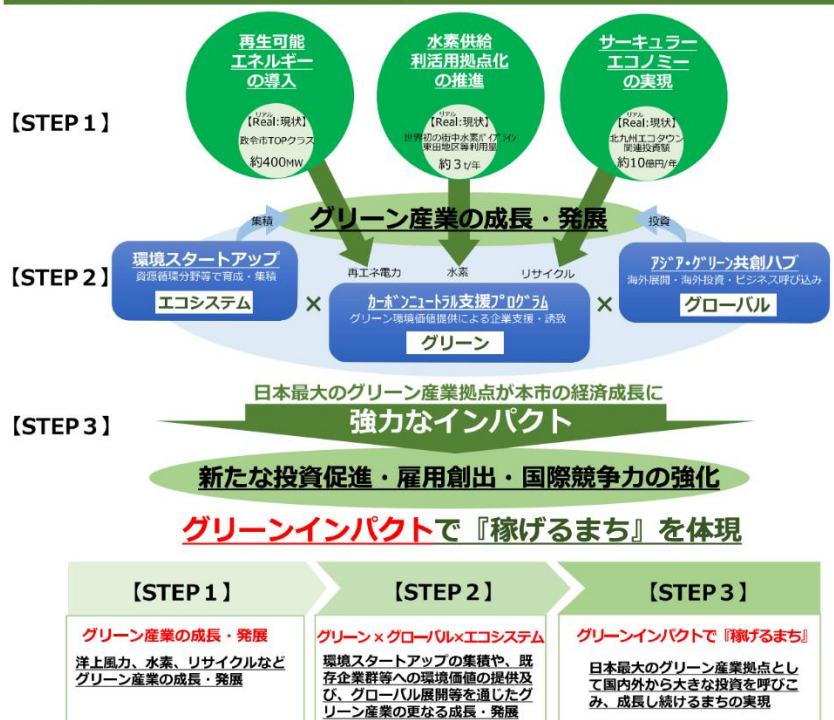 【STEP１】
再生可能
エネルギー
の導入
リアル
【Real:現状】
政令市TOPクラス
約400MW
水素供給
利活用拠点化
の推進
リアル
【Real:現状】
世界初の街中水素ﾊﾟｲﾌﾟﾗｲﾝ
東田地区等利用量
約３t/年
サーキュラー
エコノミー
の実現
リアル
【Real:現状】
北九州エコタウン
関連投資額
約10億円/年
集積
グリーン産業の成長・発展
投資
【STEP２】
環境スタートアップ
資源循環分野等で育成・集積
エコシステム
×
再エネ電力
水素
リサイクル
ｶｰﾎﾞﾝﾆｭｰﾄﾗﾙ支援ﾌﾟﾛｸﾞﾗﾑ
グリーン環境価値提供による企業支援・誘致
グリーン
×
ｱｼﾞｱ・ｸﾞﾘｰﾝ共創ハブ
海外展開・海外投資・ビジネス呼び込み
グローバル
日本最大のグリーン産業拠点が本市の経済成長に
【STEP３】
強力なインパクト
新たな投資促進・雇用創出・国際競争力の強化
グリーンインパクトで『稼げるまち』を体現
【STEP１】
グリーン産業の成長・発展
洋上風力、水素、リサイクルなど
グリーン産業の成長・発展
【STEP２】
グリーン×グローバル×エコシステム
環境スタートアップの集積や、既
存企業群等への環境価値の提供及
び、グローバル展開等を通じたグ
リーン産業の更なる成長・発展
【STEP３】
グリーンインパクトで『稼げるまち』
日本最大のグリーン産業拠点とし
て国内外から大きな投資を呼びこ
み、成長し続けるまちの実現